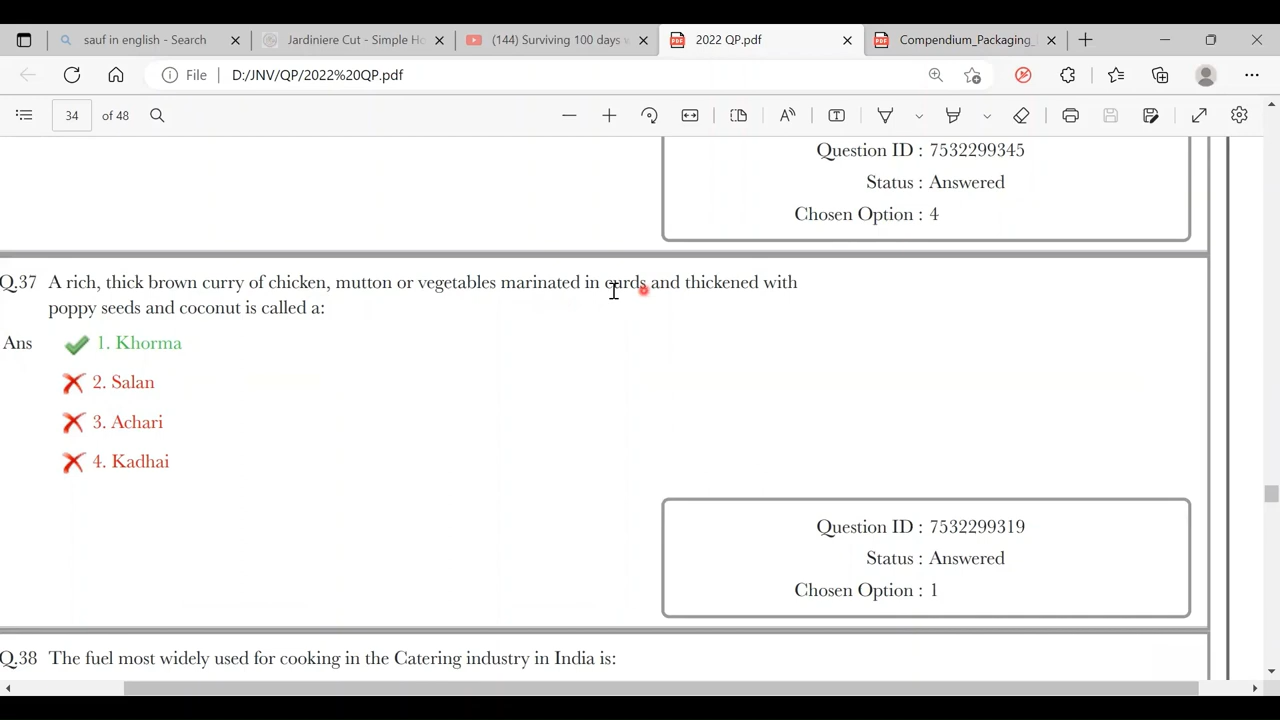 sauf in english - Search
Jardiniere Cut - Simple Ho
(144) Surviving 100 days
2022 QP.pdf
Compendium_Packaging_
File D:/JNV/QP/2022%20QP.pdf
34 of 48
Question ID : 7532299345
Status : Answered
Chosen Option : 4
Q.37 A rich, thick brown curry of chicken, mutton or vegetables marinated in curds and thickened with
poppy seeds and coconut is called a:
Ans 1. Khorma
2. Salan
3. Achari
4. Kadhai
Question ID : 7532299319
Status : Answered
Chosen Option : 1
Q.38 The fuel most widely used for cooking in the Catering industry in India is: